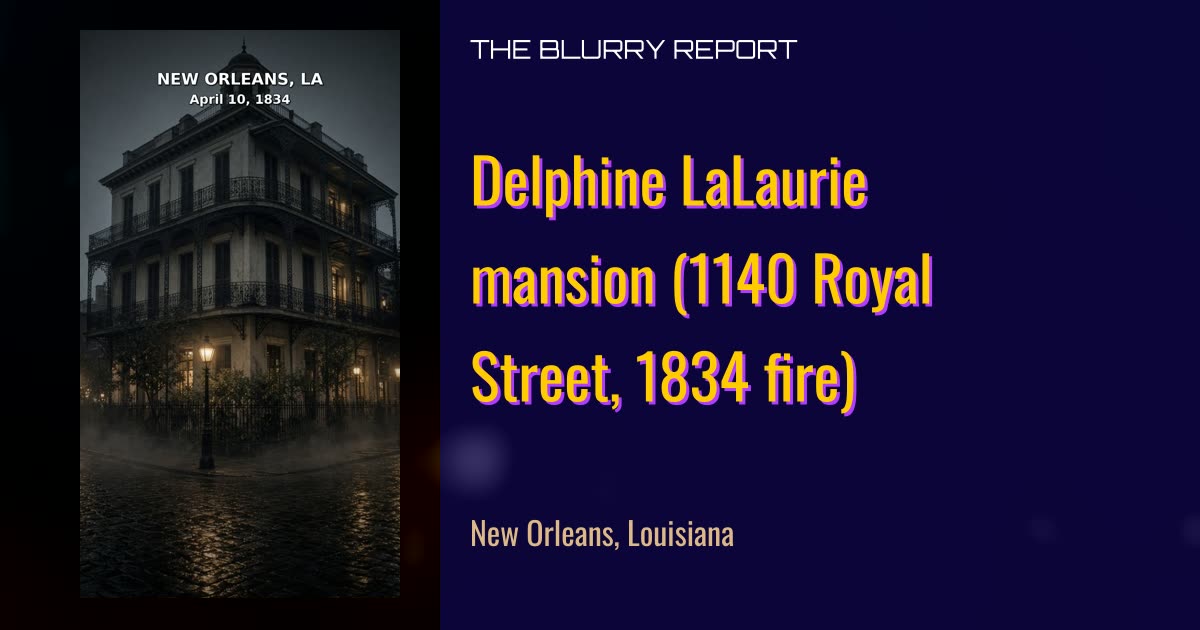 NEW ORLEANS, LA
April 10, 1834
THE BLURRY REPORT
Delphine LaLaurie
mansion (1140 Royal
Street, 1834 fire)
New Orleans, Louisiana